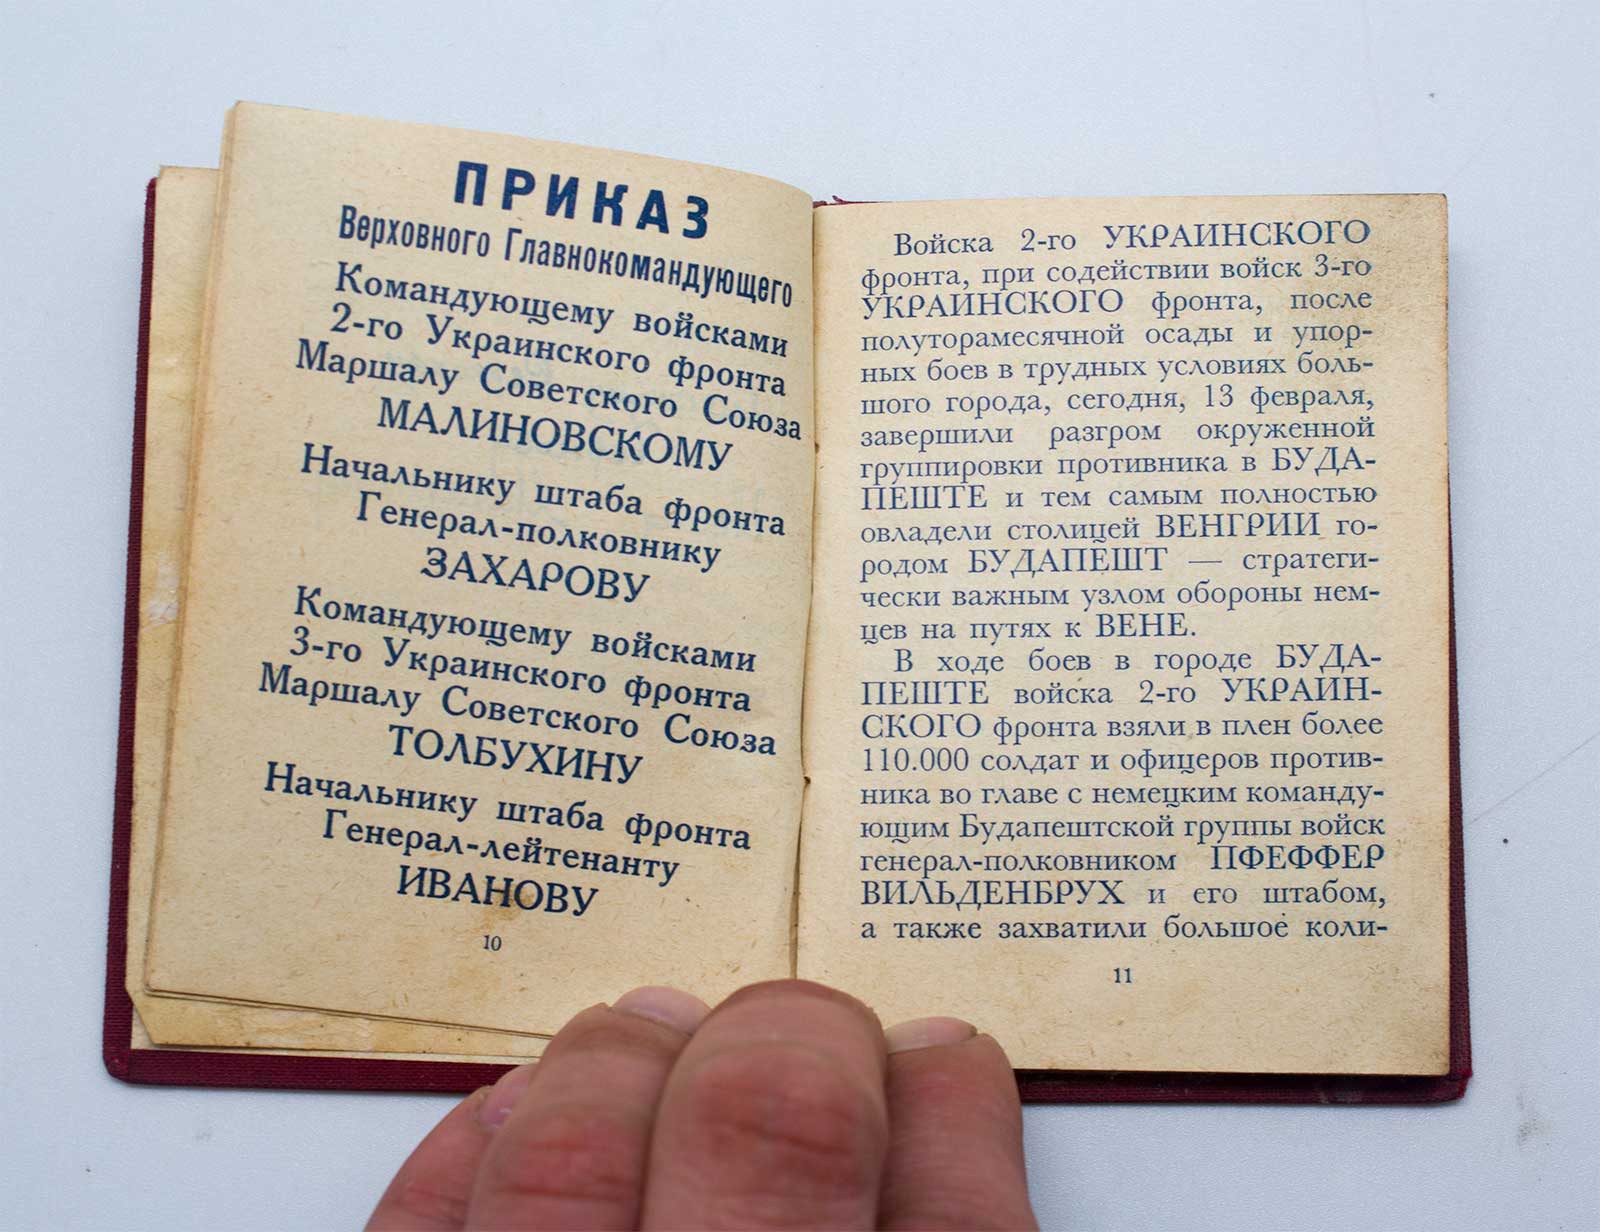 ПРИКАЗ
Верховного Главнокомандующего
Командующему войсками
2-го Украинского фронта
Маршалу Советского Союза
МАЛИНОВСКОМУ
Начальнику штаба фронта
Генерал-полковнику
ЗАХАРОВУ
Командующему войсками
3-го Украинского фронта
Маршалу Советского Союза
ТОЛБУХИНУ
Начальнику штаба фронта
Генерал-лейтенанту
ИВАНОВУ
10
Войска 2-го УКРАИНСКОГО
фронта, при содействии войск 3-го
УКРАИНСКОГО фронта, после
полуторамесячной осады и упор-
ных боев в трудных условиях боль-
шого города, сегодня, 13 февраля,
завершили разгром окруженной
группировки противника в БУДА-
ПЕШТЕ и тем самым полностью
овладели столицей ВЕНГРИИ го-
родом БУДАПЕШТ — стратеги-
чески важным узлом обороны нем-
цев на путях к ВЕНЕ.
В ходе боев в городе БУДА-
ПЕШТЕ войска 2-го УКРАИН-
СКОГО фронта взяли в плен более
110.000 солдат и офицеров против-
ника во главе с немецким команду-
ющим Будапештской группы войск
генерал-полковником ПФЕФФЕР
ВИЛЬДЕНБРУХ и его штабом,
а также захватили большое коли-
11